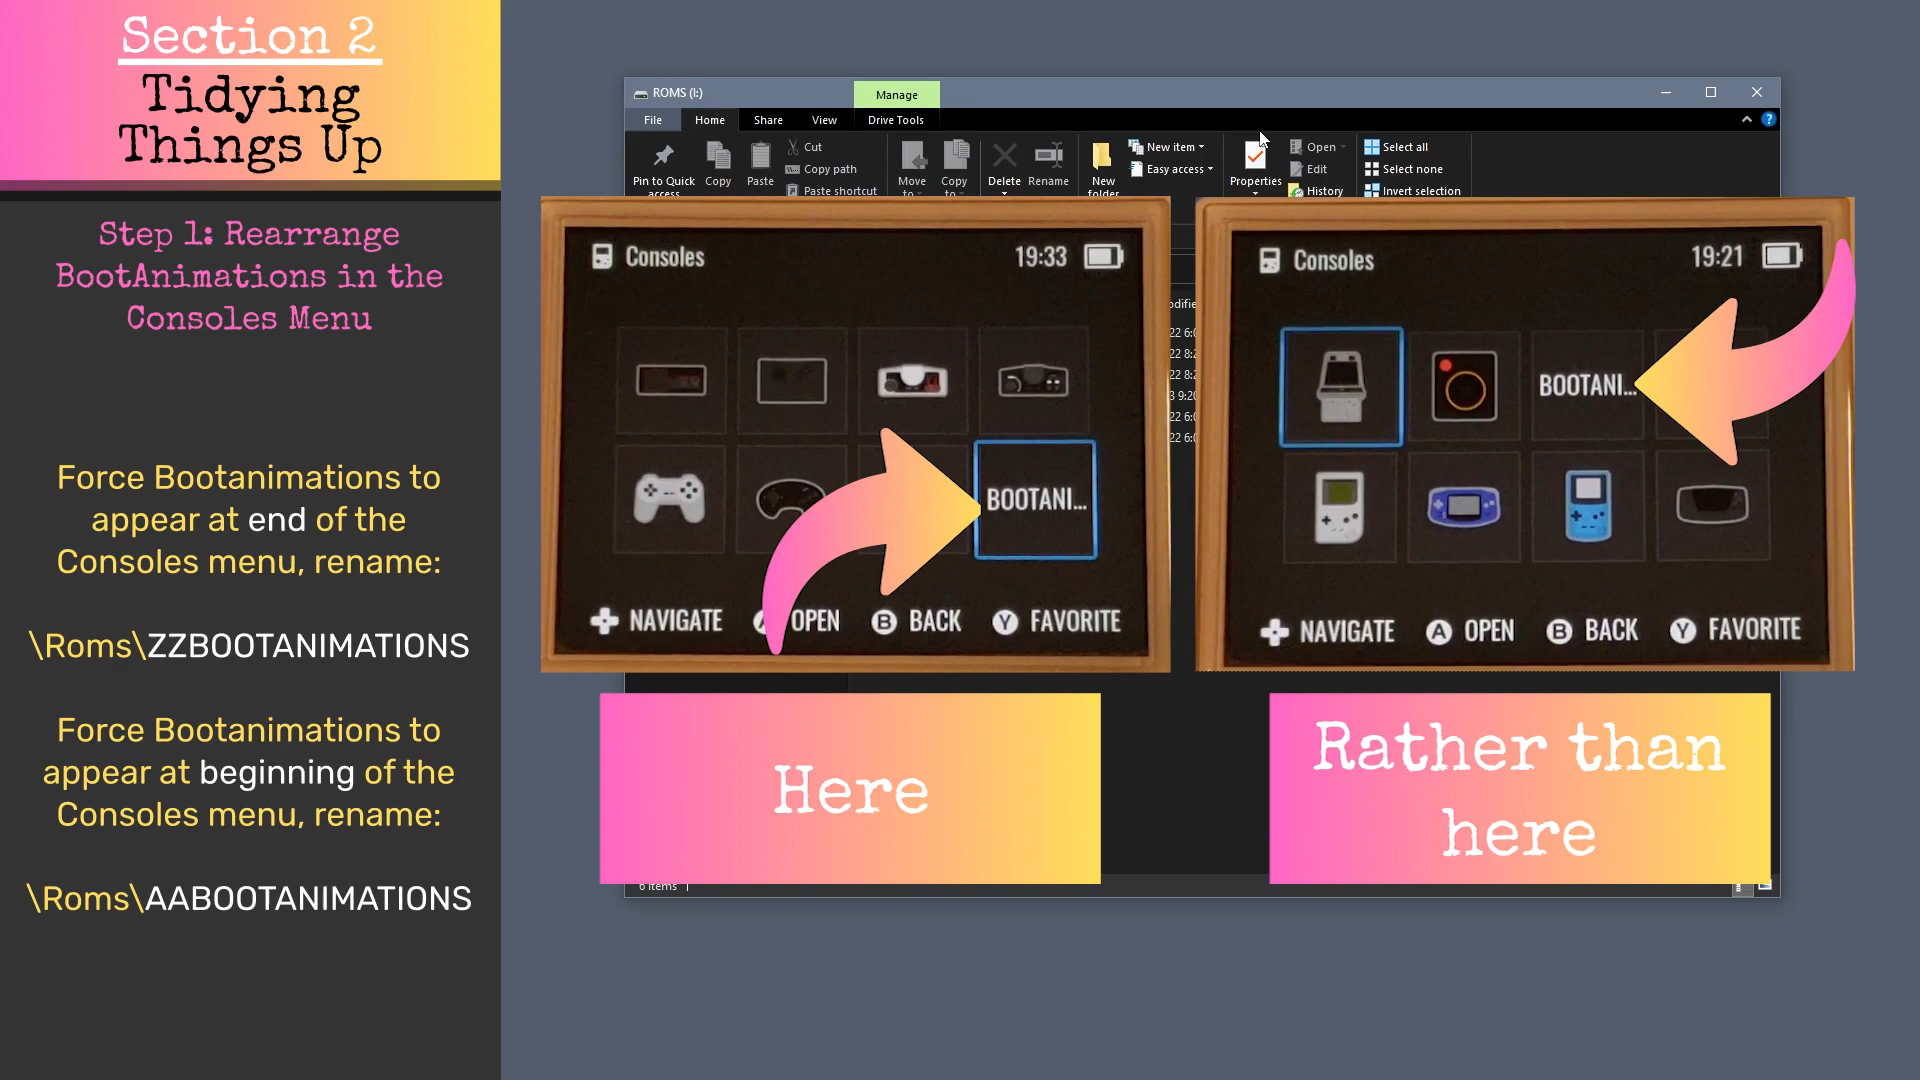 Section 2
Tidying
Things Up
Step 1: Rearrange
BootAnimations in the
Consoles Menu
Force Bootanimations to
appear at end of the
Consoles menu, rename:
\Roms\ZZBOOTANIMATIONS
Force Bootanimations to
appear at beginning of the
Consoles menu, rename:
\Roms\AABOOTANIMATIONS
ROMS (I:)
Manage
File
Home
Share
View
Drive Tools
Pin to Quick
access
Copy
Paste
Cut
Copy path
Paste shortcut
Move
to
Copy
to
Delete
Rename
New
folder
New item
Easy access
Properties
Open
Edit
History
Select all
Select none
Invert selection
Consoles
19:33
BOOTANI...
NAVIGATE
OPEN
B BACK
Y FAVORITE
Consoles
19:21
BOOTANI...
NAVIGATE
A OPEN
B BACK
Y FAVORITE
Here
Rather than
here
6 items